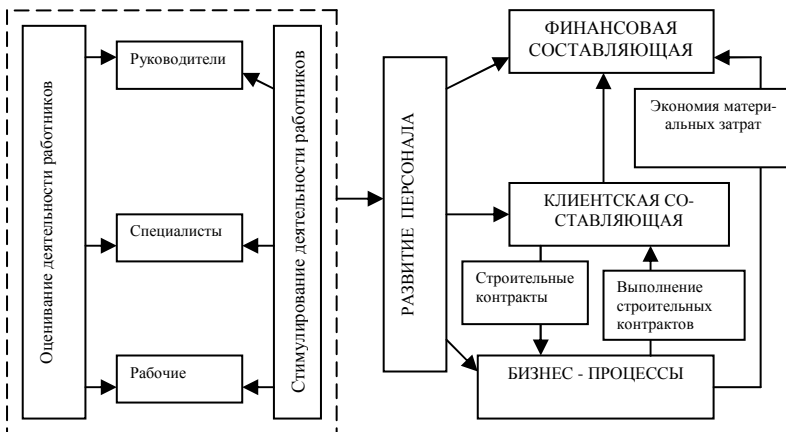 Оценивание деятельности работников
Руководители
Специалисты
Рабочие
Стимулирование деятельности работников
РАЗВИТИЕ ПЕРСОНАЛА
ФИНАНСОВАЯ
СОСТАВЛЯЮЩАЯ
Экономия матери-
альных затрат
КЛИЕНТСКАЯ СО-
СТАВЛЯЮЩАЯ
Строительные
контракты
Выполнение
строительных
контрактов
БИЗНЕС - ПРОЦЕССЫ